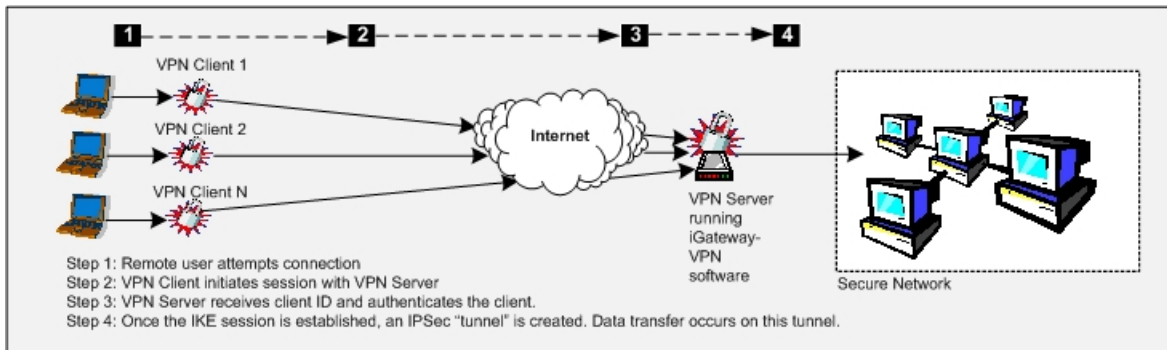 1 2 3 4
VPN Client 1
VPN Client 2
VPN Client N
Internet
VPN Server
running
iGateway-
VPN
software
Secure Network
Step 1: Remote user attempts connection
Step 2: VPN Client initiates session with VPN Server
Step 3: VPN Server receives client ID and authenticates the client.
Step 4: Once the IKE session is established, an IPSec “tunnel” is created. Data transfer occurs on this tunnel.